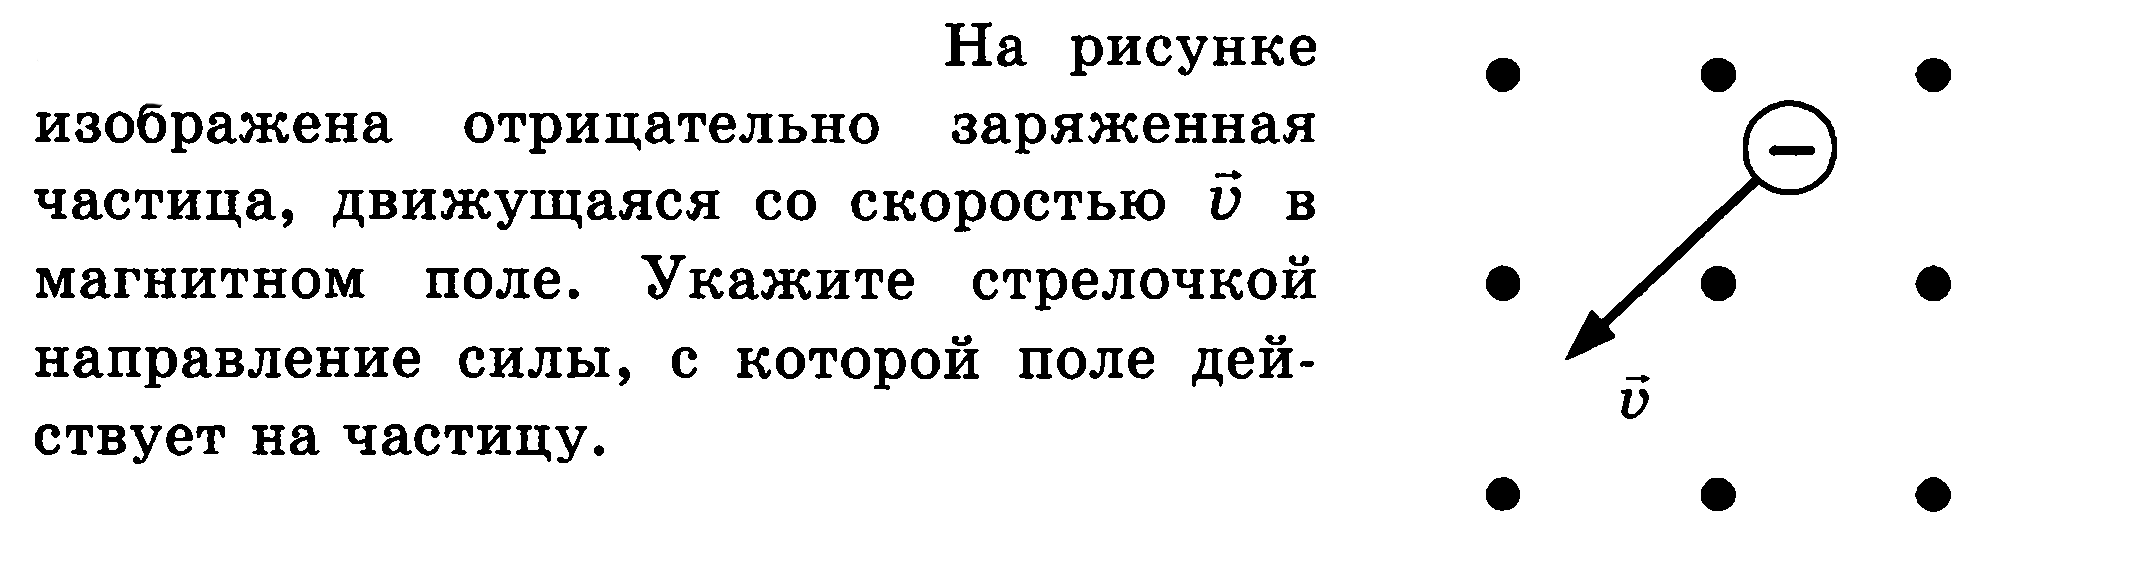 На рисунке
изображена отрицательно заряженная
частица, движущаяся со скоростью v⃗ в
магнитном поле. Укажите стрелочкой
направление силы, с которой поле дей-
ствует на частицу.
−
v⃗